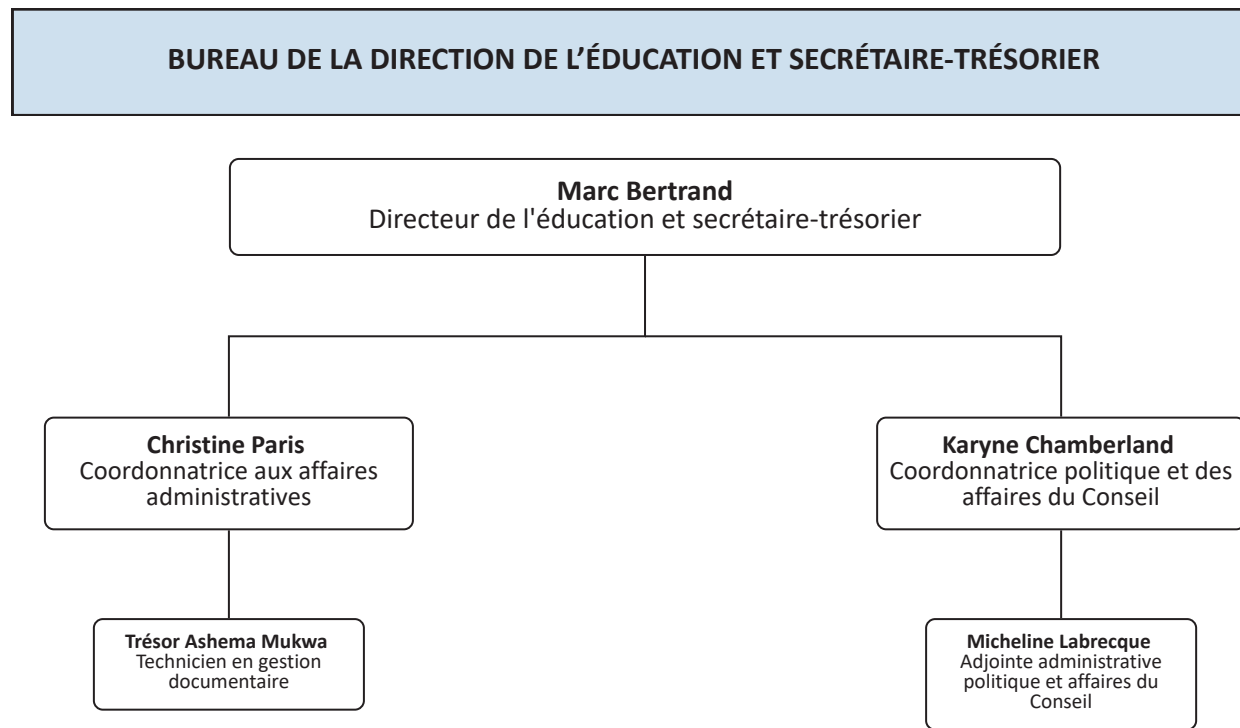 BUREAU DE LA DIRECTION DE L’ÉDUCATION ET SECRÉTAIRE-TRÉSORIER
Marc Bertrand
Directeur de l'éducation et secrétaire-trésorier
Christine Paris
Coordonnatrice aux affaires
administratives
Karyne Chamberland
Coordonnatrice politique et des
affaires du Conseil
Trésor Ashema Mukwa
Technicien en gestion
documentaire
Micheline Labrecque
Adjointe administrative
politique et affaires du
Conseil